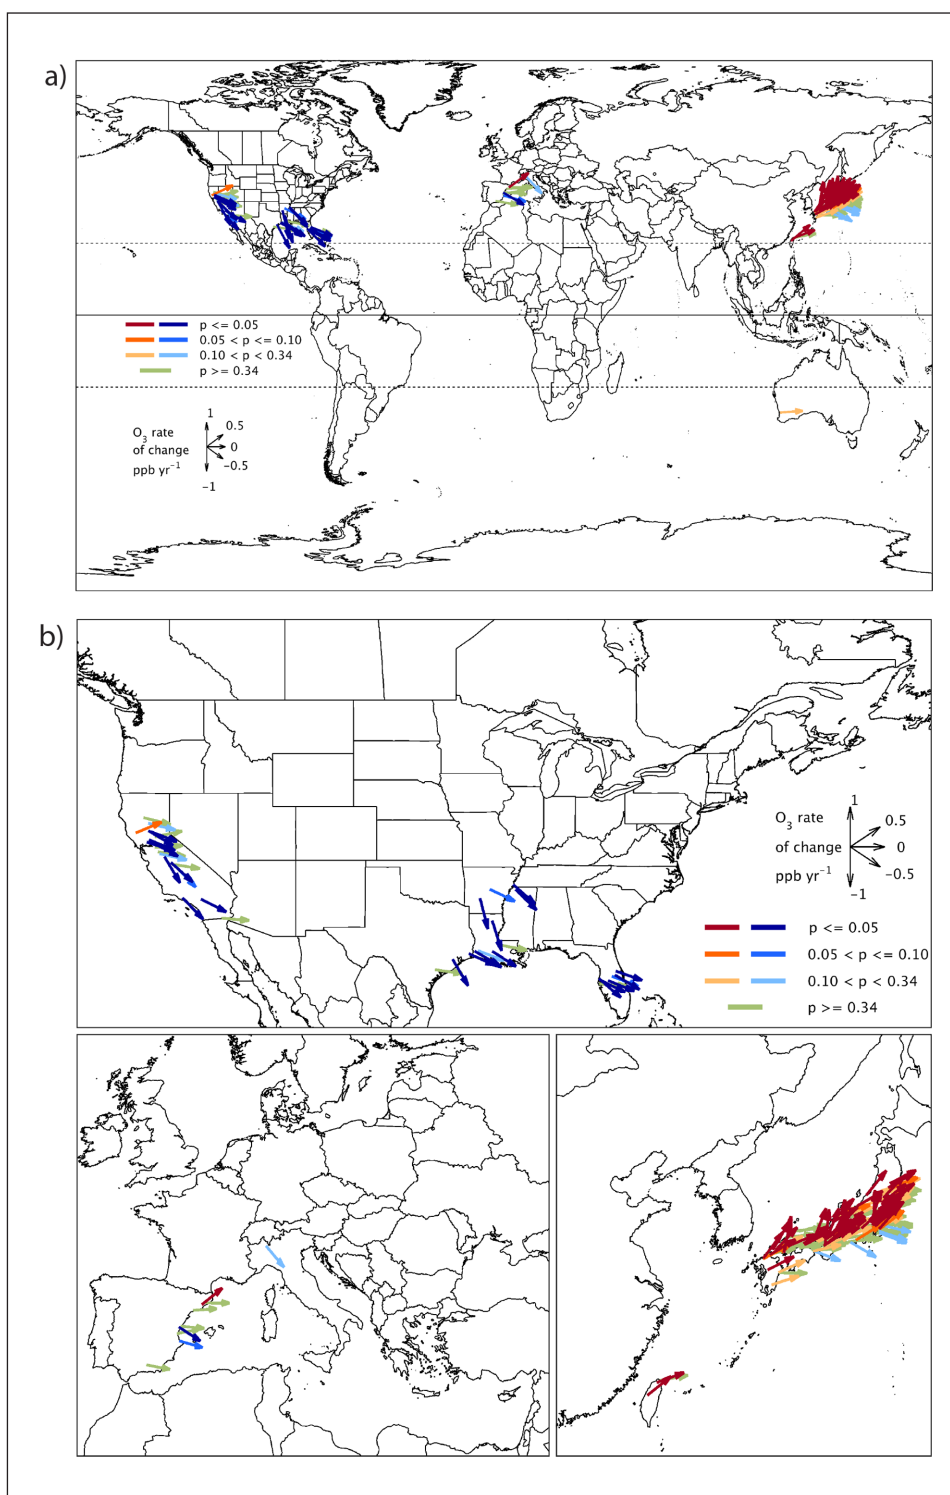 a)
p <= 0.05
0.05 < p <= 0.10
0.10 < p < 0.34
p >= 0.34
1
0.5
O3 rate
of change
0
ppb yr−1
−0.5
−1
b)
1
O3 rate
0.5
of change
0
ppb yr−1
−0.5
−1
p <= 0.05
0.05 < p <= 0.10
0.10 < p < 0.34
p >= 0.34